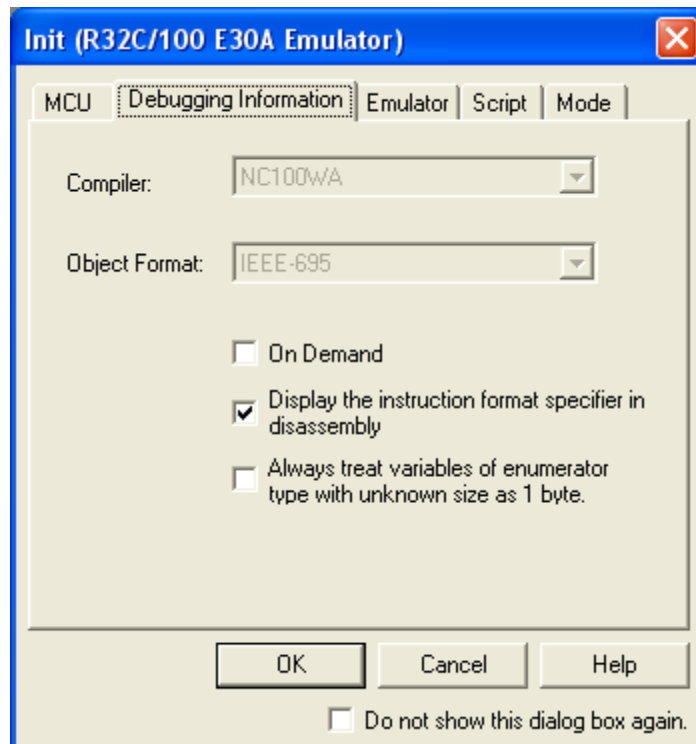 Init (R32C/100 E30A Emulator)
MCU Debugging Information Emulator Script Mode
Compiler: NC100WA
Object Format: IEEE-695
On Demand
Display the instruction format specifier in
disassembly
Always treat variables of enumerator
type with unknown size as 1 byte.
OK Cancel Help
Do not show this dialog box again.